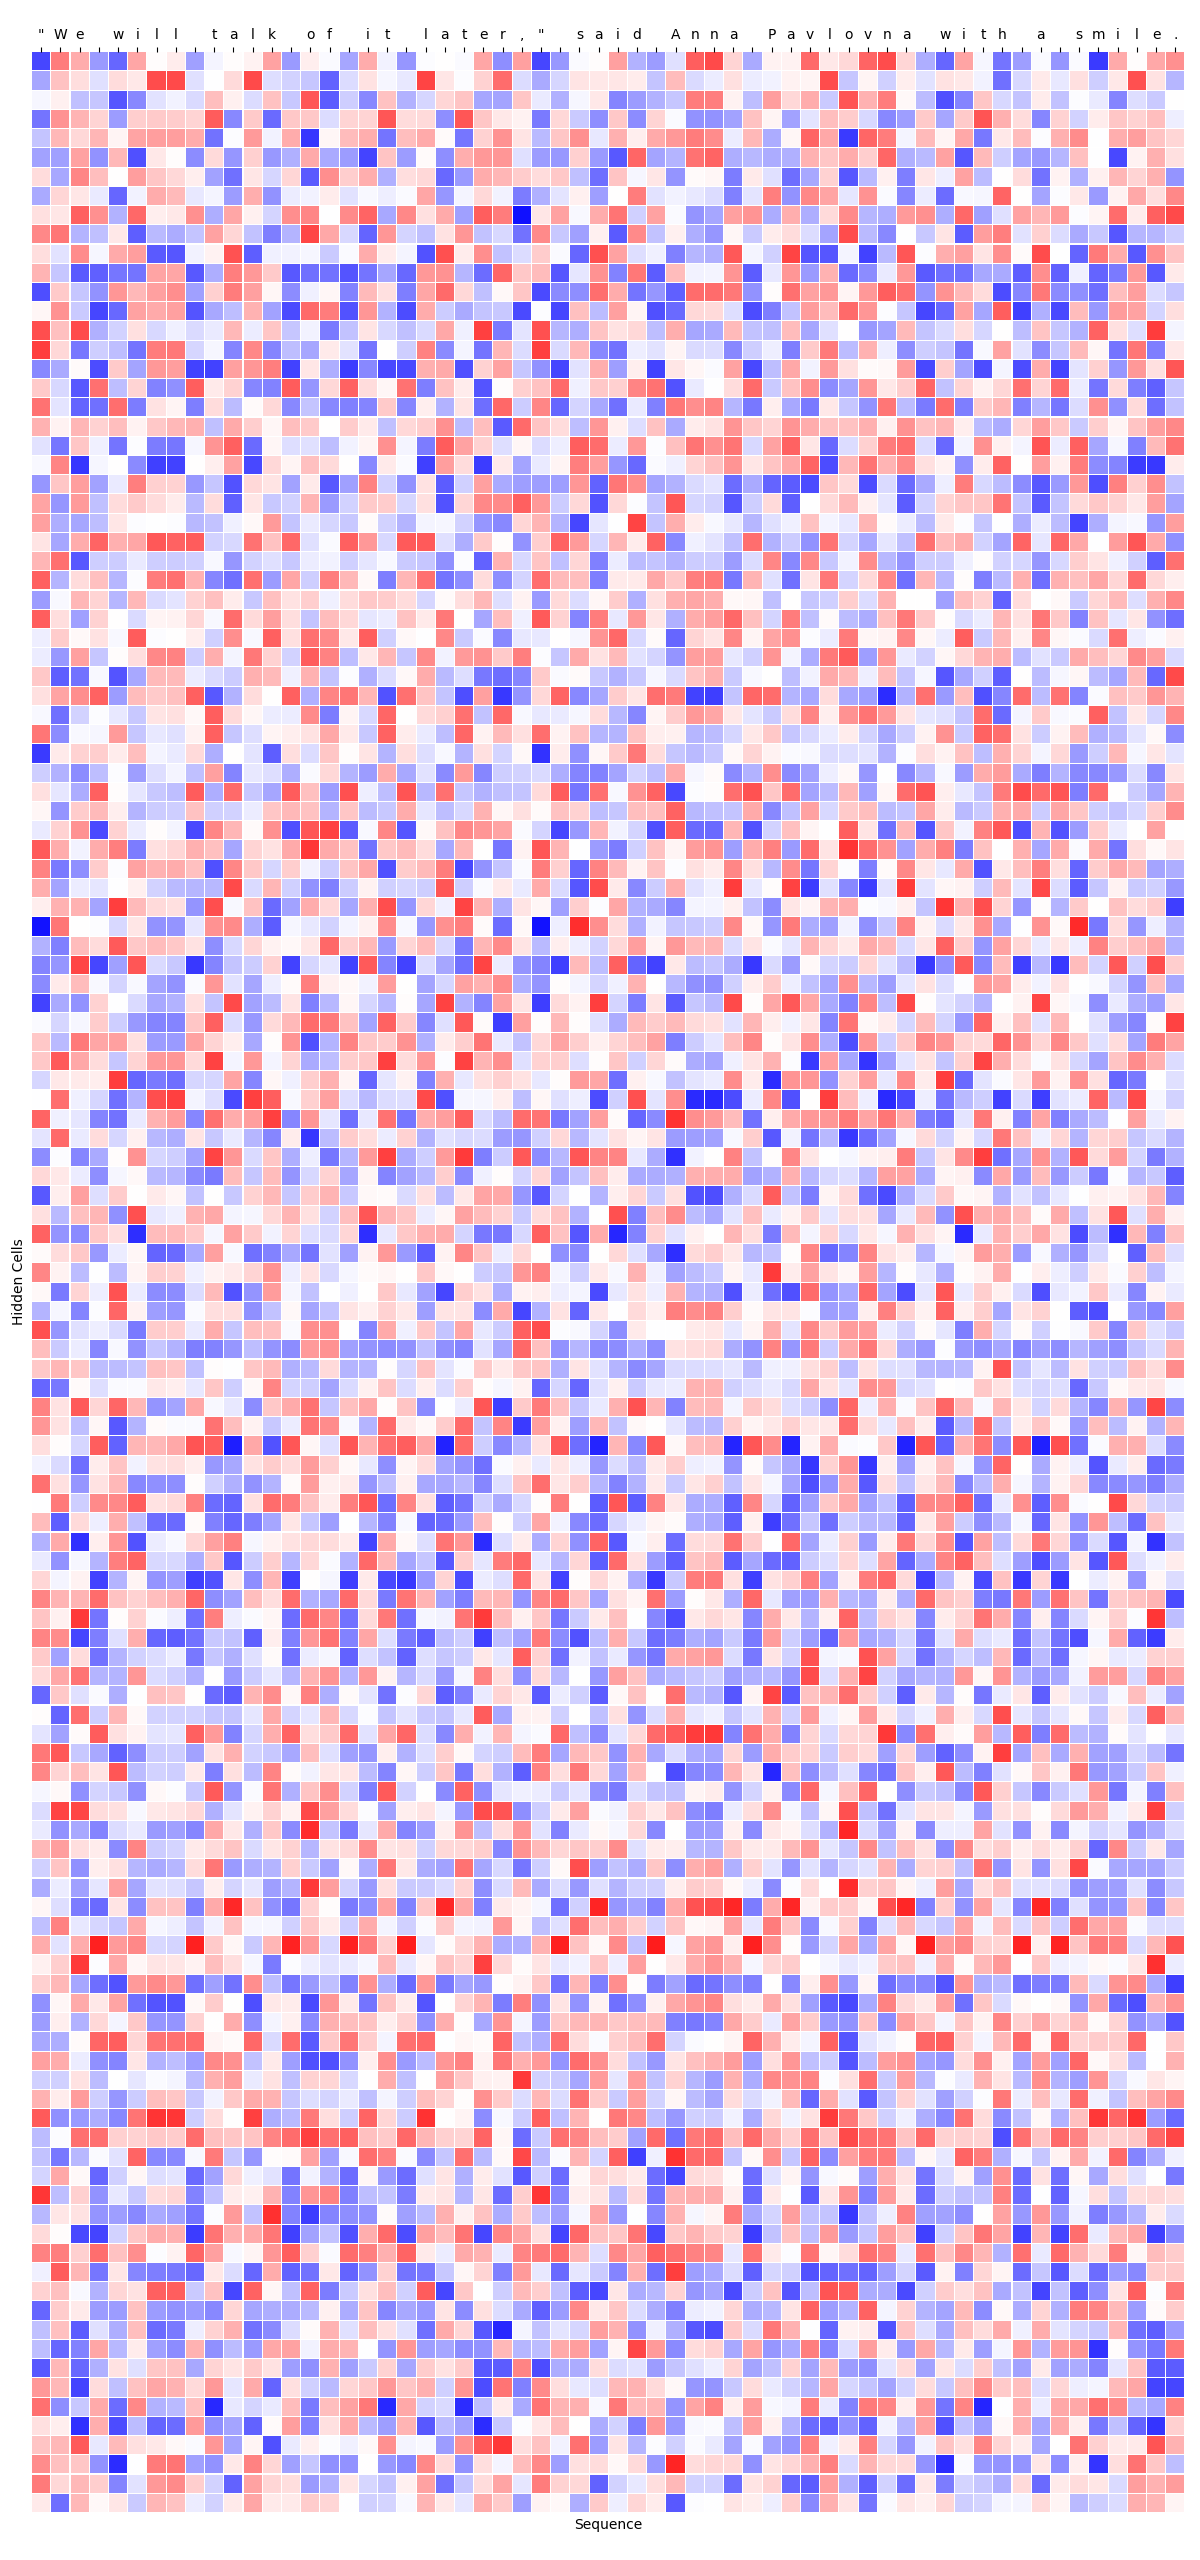 "We will talk of it later," said Anna Pavlovna with a smile.
Hidden Cells
Sequence